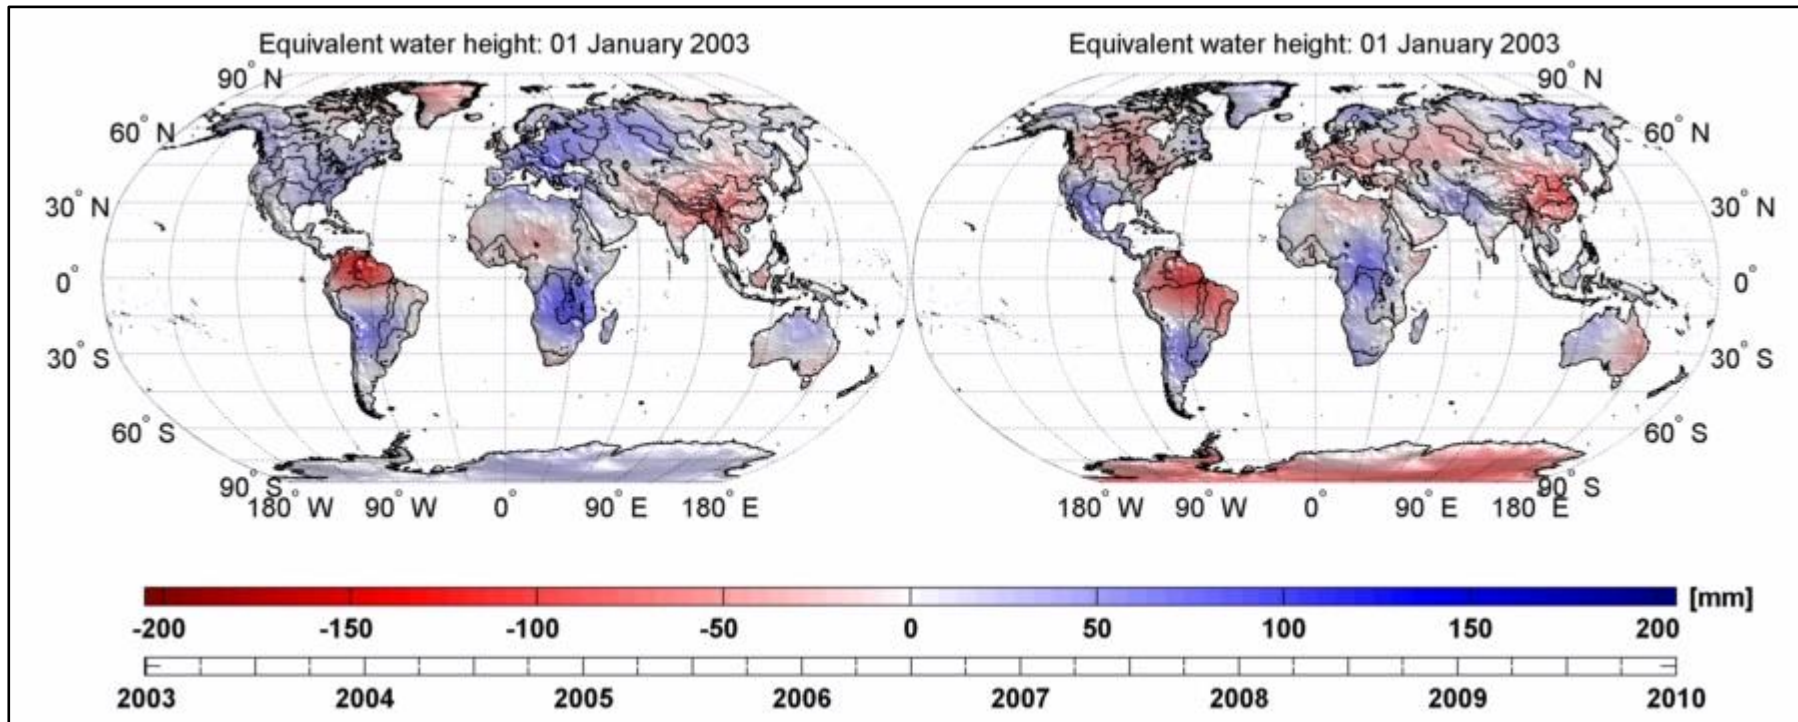 Equivalent water height: 01 January 2003
90° N
60° N
30° N
0°
30° S
60° S
90° S
180° W 90° W 0° 90° E 180° E
Equivalent water height: 01 January 2003
90° N
60° N
30° N
0°
30° S
60° S
90° S
180° W 90° W 0° 90° E 180° E
[mm]
-200 -150 -100 -50 0 50 100 150 200
2003 2004 2005 2006 2007 2008 2009 2010